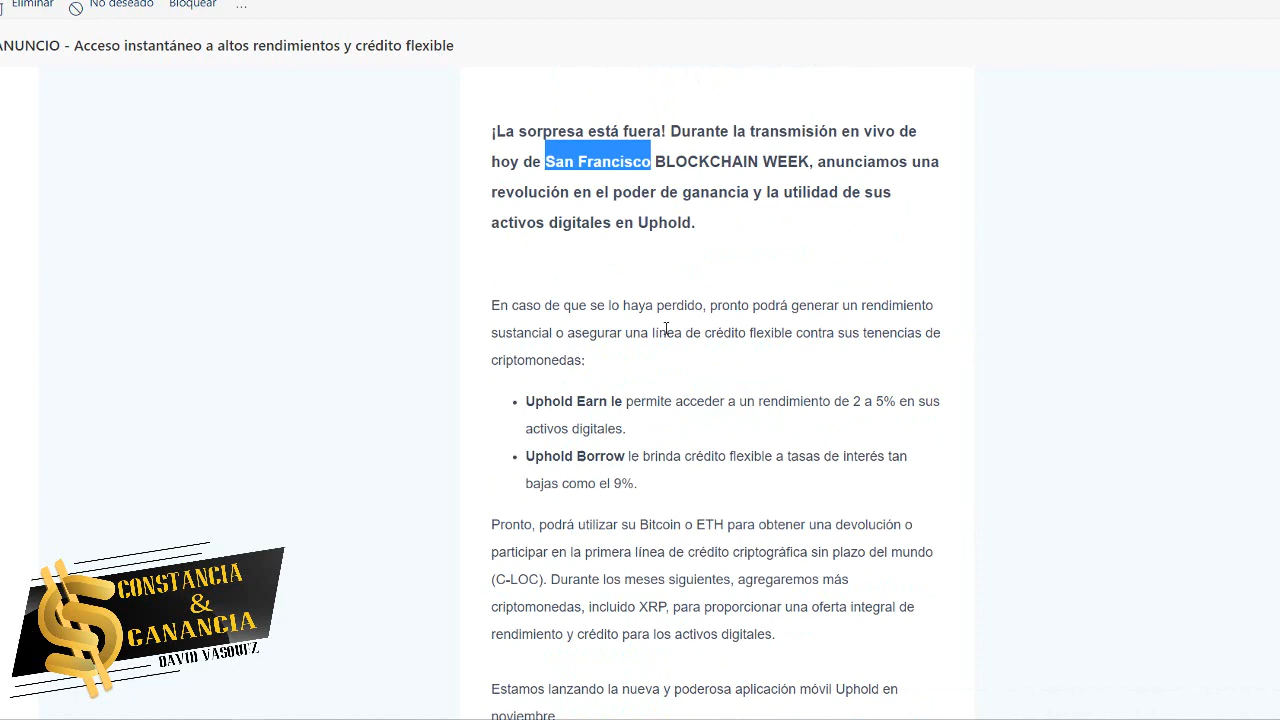 Eliminar No deseado Bloquear ...
ANUNCIO - Acceso instantáneo a altos rendimientos y crédito flexible
¡La sorpresa está fuera! Durante la transmisión en vivo de
hoy de San Francisco BLOCKCHAIN WEEK, anunciamos una
revolución en el poder de ganancia y la utilidad de sus
activos digitales en Uphold.
En caso de que se lo haya perdido, pronto podrá generar un rendimiento
sustancial o asegurar una línea de crédito flexible contra sus tenencias de
criptomonedas:
• Uphold Earn le permite acceder a un rendimiento de 2 a 5% en sus
activos digitales.
• Uphold Borrow le brinda crédito flexible a tasas de interés tan
bajas como el 9%.
Pronto, podrá utilizar su Bitcoin o ETH para obtener una devolución o
participar en la primera línea de crédito criptográfica sin plazo del mundo
(C-LOC). Durante los meses siguientes, agregaremos más
criptomonedas, incluido XRP, para proporcionar una oferta integral de
rendimiento y crédito para los activos digitales.
Estamos lanzando la nueva y poderosa aplicación móvil Uphold en
noviembre
CONSTANCIA
&
GANANCIA
DAVID VASQUEZ